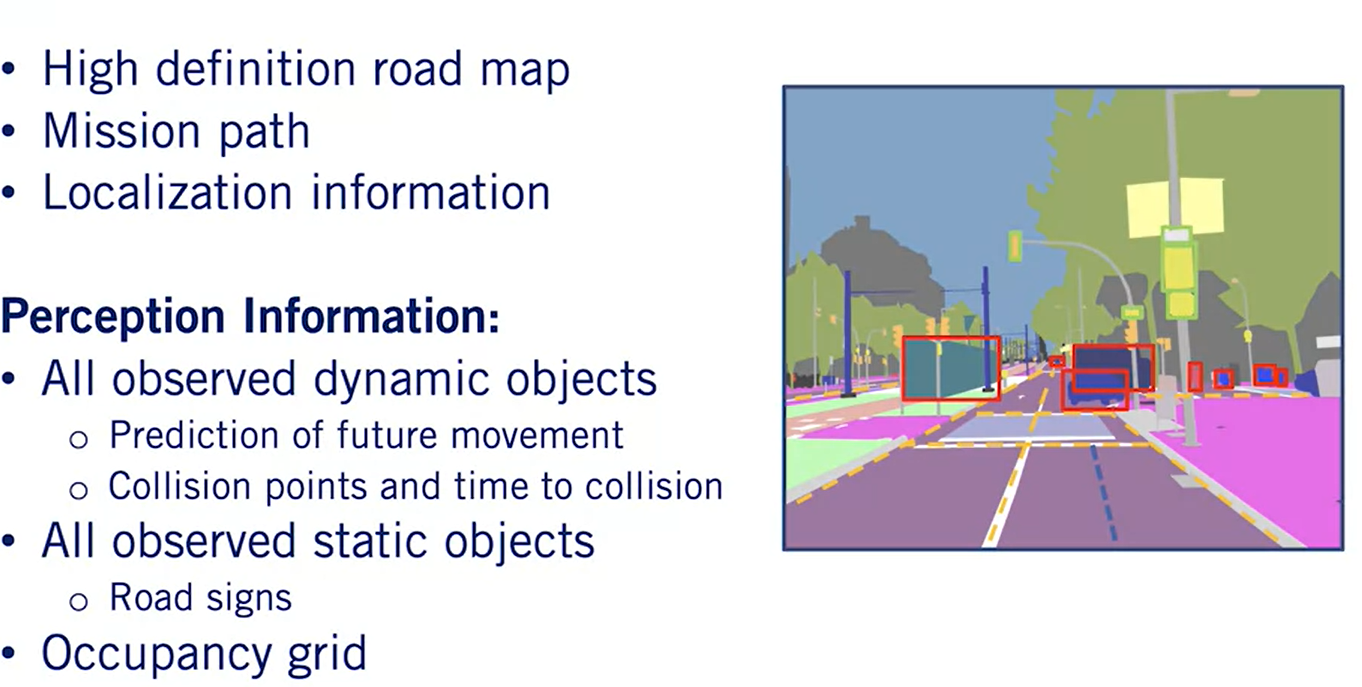 • High definition road map
• Mission path
• Localization information
Perception Information:
• All observed dynamic objects
o Prediction of future movement
o Collision points and time to collision
• All observed static objects
o Road signs
• Occupancy grid